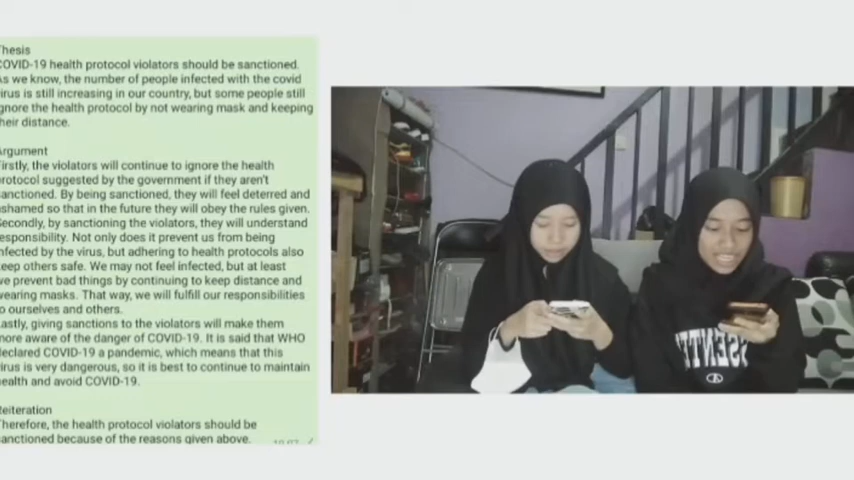 Thesis
COVID-19 health protocol violators should be sanctioned.
As we know, the number of people infected with the covid
virus is still increasing in our country, but some people still
ignore the health protocol by not wearing mask and keeping
their distance.
Argument
Firstly, the violators will continue to ignore the health
protocol suggested by the government if they aren't
sanctioned. By being sanctioned, they will feel deterred and
ashamed so that in the future they will obey the rules given.
Secondly, by sanctioning the violators, they will understand
responsibility. Not only does it prevent us from being
infected by the virus, but adhering to health protocols also
keep others safe. We may not feel infected, but at least
we prevent bad things by continuing to keep distance and
wearing masks. That way, we will fulfill our responsibilities
to ourselves and others.
Lastly, giving sanctions to the violators will make them
more aware of the danger of COVID-19. It is said that WHO
declared COVID-19 a pandemic, which means that this
virus is very dangerous, so it is best to continue to maintain
health and avoid COVID-19.
Reiteration
Therefore, the health protocol violators should be
sanctioned because of the reasons given above.